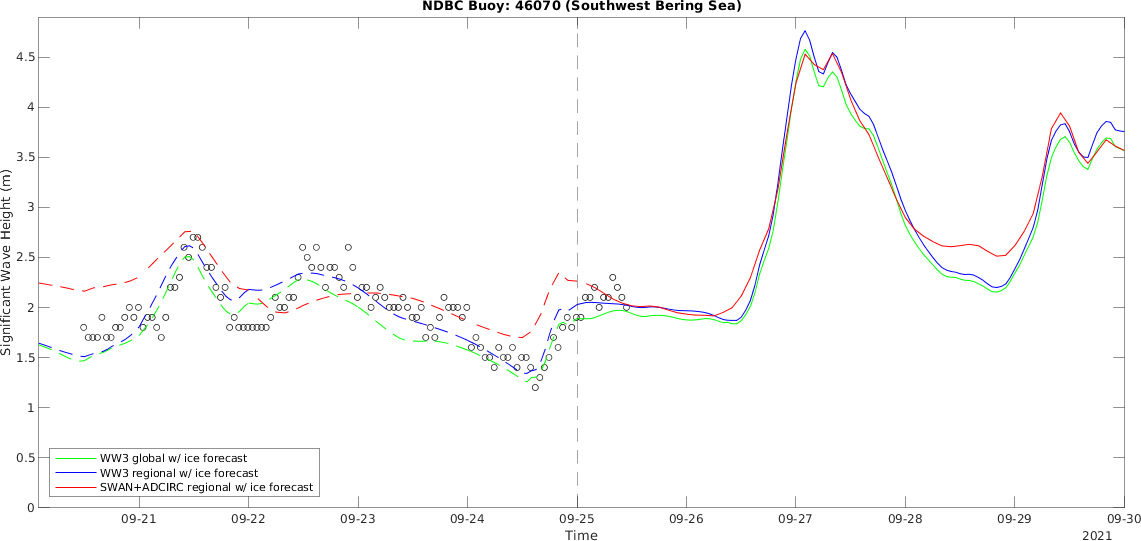 NDBC Buoy: 46070 (Southwest Bering Sea)
Significant Wave Height (m)
4.5
4
3.5
3
2.5
2
1.5
1
0.5
0
WW3 global w/ ice forecast
WW3 regional w/ ice forecast
SWAN+ADCIRC regional w/ ice forecast
09-21 09-22 09-23 09-24 09-25 09-26 09-27 09-28 09-29 09-30
Time
2021